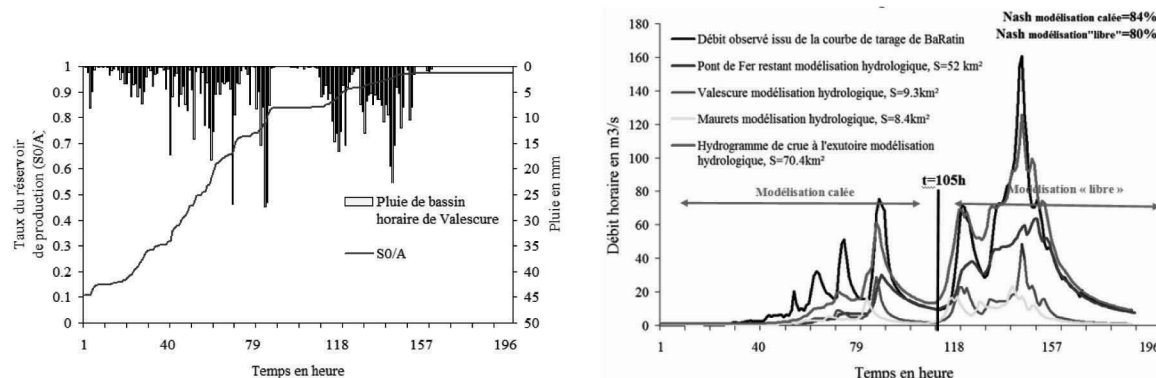 Taux du réservoir
de production (S0/A)
1
0.9
0.8
0.7
0.6
0.5
0.4
0.3
0.2
0.1
0
Pluie de bassin
horaire de Valescure
S0/A
0
5
10
15
20
25
30
35
40
45
50
Pluie en mm
1 40 79 118 157 196
Temps en heure
Nash modélisation calée=84%
Nash modélisation"libre"=80%
Débit horaire en m3/s
180
160
140
120
100
80
60
40
20
0
Débit observé issu de la courbe de tarage de BaRatin
Pont de Fer restant modélisation hydrologique, S=52 km²
Valescure modélisation hydrologique, S=9.3km²
Maurets modélisation hydrologique, S=8.4km²
Hydrogramme de crue à l'exutoire modélisation
hydrologique, S=70.4km²
t=105h
Modélisation calée
Modélisation « libre »
1 40 79 118 157 196
Temps en heure